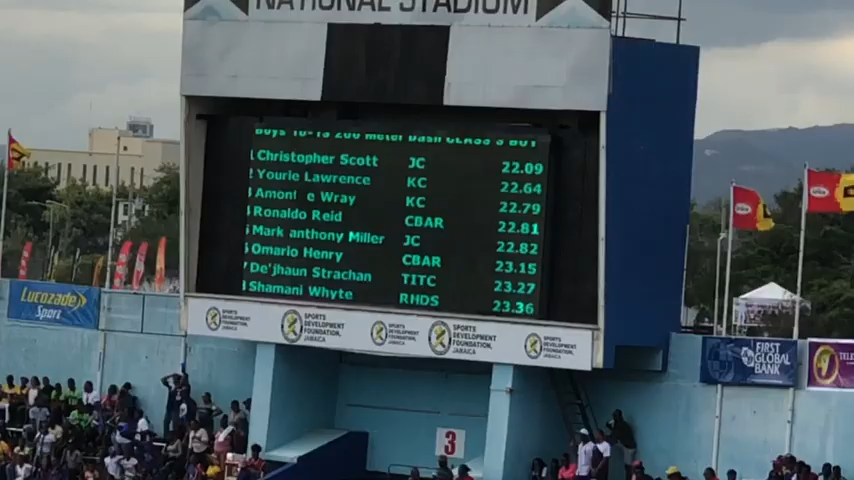 NATIONAL STADIUM
Boys 200 Meter Dash CLASS 3 BOY
1 Christopher Scott JC 22.09
Yourie Lawrence KC 22.64
Amoni e Wray KC 22.79
Ronaldo Reid CBAR 22.81
Mark anthony Miller JC 22.82
Omario Henry CBAR 23.15
De'jhaun Strachan TITC 23.27
Shamani Whyte RHDS 23.36
SPORTS DEVELOPMENT FOUNDATION, JAMAICA
SPORTS DEVELOPMENT FOUNDATION, JAMAICA
SPORTS DEVELOPMENT FOUNDATION, JAMAICA
SPORTS DEVELOPMENT FOUNDATION, JAMAICA
Lucozade
Sport
FIRST
GLOBAL
BANK
3